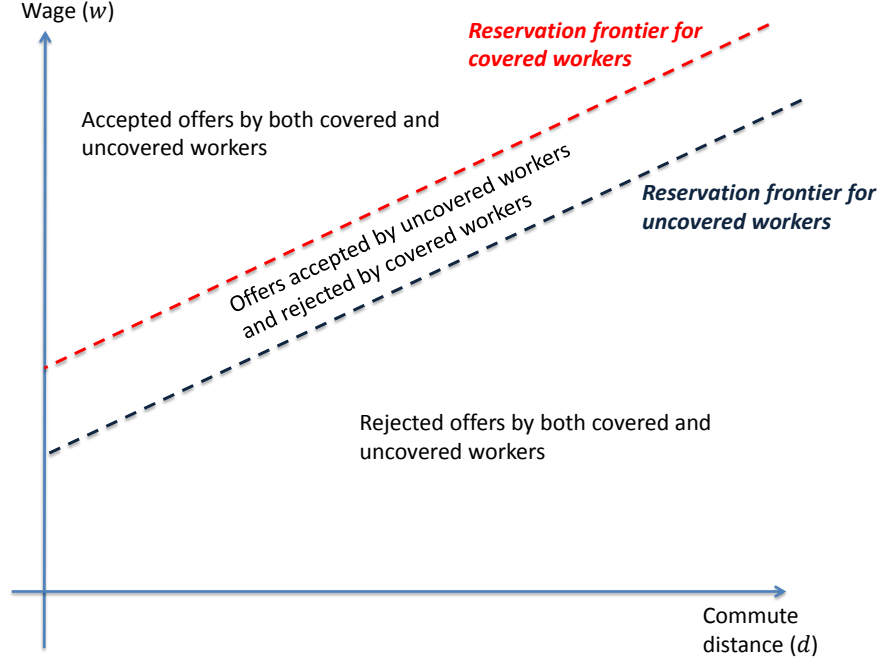 Wage (w)
Reservation frontier for
covered workers
Accepted offers by both covered and
uncovered workers
Offers accepted by uncovered workers
and rejected by covered workers
Reservation frontier for
uncovered workers
Rejected offers by both covered and
uncovered workers
Commute
distance (d)